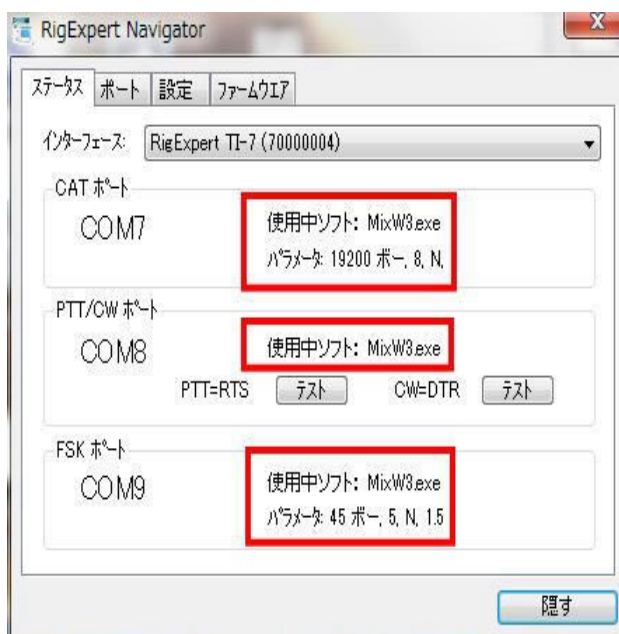 RigExpert Navigator
X
ステータス ポート 設定 ファームウエア
インターフェース: RigExpert TI-7 (70000004)
CAT ポート
COM7
使用中ソフト: MixW3.exe
パラメータ: 19200 ボー, 8, N,
PTT/CW ポート
COM8
使用中ソフト: MixW3.exe
PTT=RTS テスト CW=DTR テスト
FSK ポート
COM9
使用中ソフト: MixW3.exe
パラメータ: 45 ボー, 5, N, 1.5
隠す